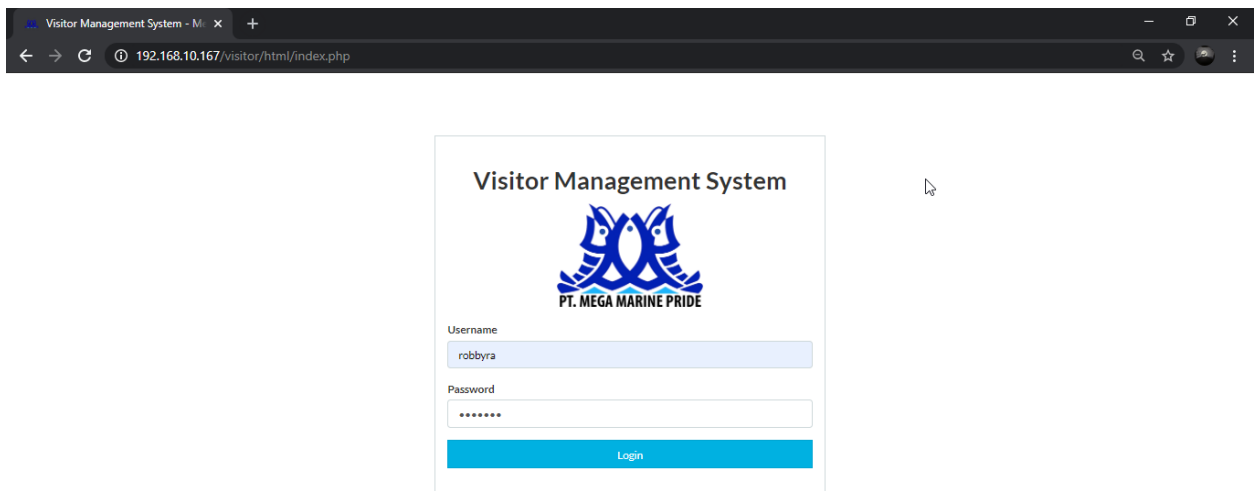 Visitor Management System - M
192.168.10.167/visitor/html/index.php
Visitor Management System
PT. MEGA MARINE PRIDE
Username
robbyra
Password
•••••••
Login